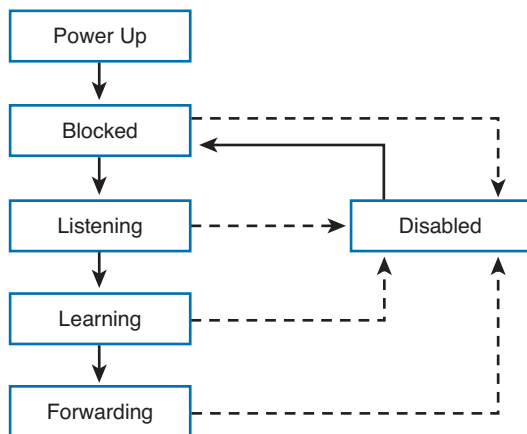 Power Up
Blocked
Listening
Disabled
Learning
Forwarding